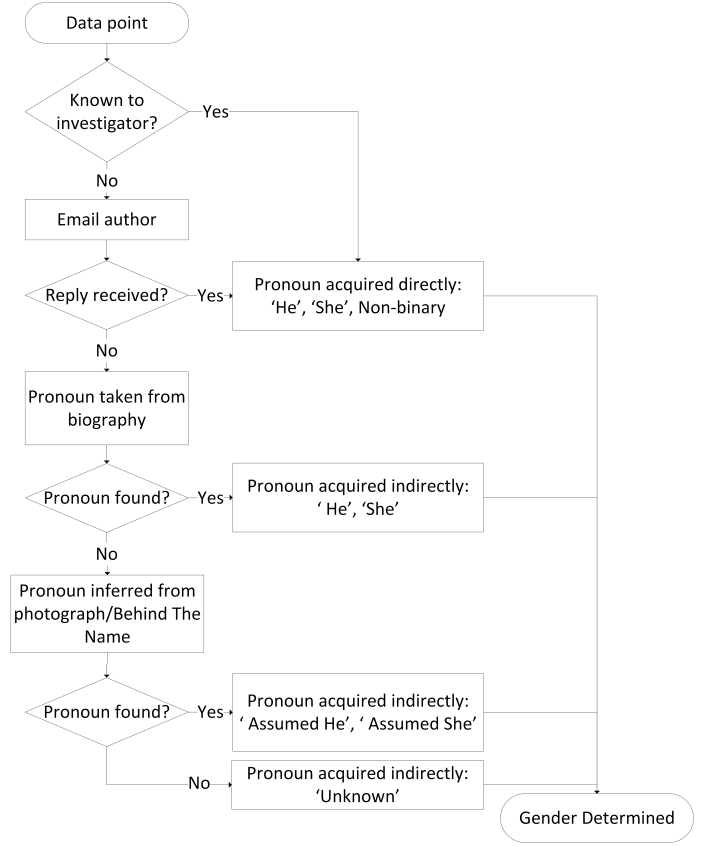 Data point
Known to
investigator?
Yes
No
Email author
Reply received?
Yes
Pronoun acquired directly:
‘He’, ‘She’, Non-binary
No
Pronoun taken from
biography
Pronoun found?
Yes
Pronoun acquired indirectly:
‘ He’, ‘She’
No
Pronoun inferred from
photograph/Behind The
Name
Pronoun found?
Yes
Pronoun acquired indirectly:
‘ Assumed He’, ‘ Assumed She’
No
Pronoun acquired indirectly:
‘Unknown’
Gender Determined